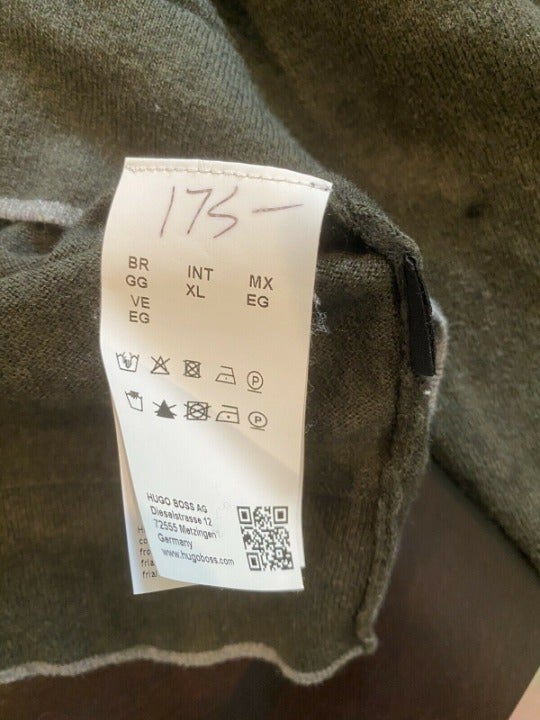 175-
BR INT MX
GG XL EG
VE
EG
P
P
HUGO BOSS AG
Dieselstrasse 12
72555 Metzingen
Germany
www.hugoboss.com